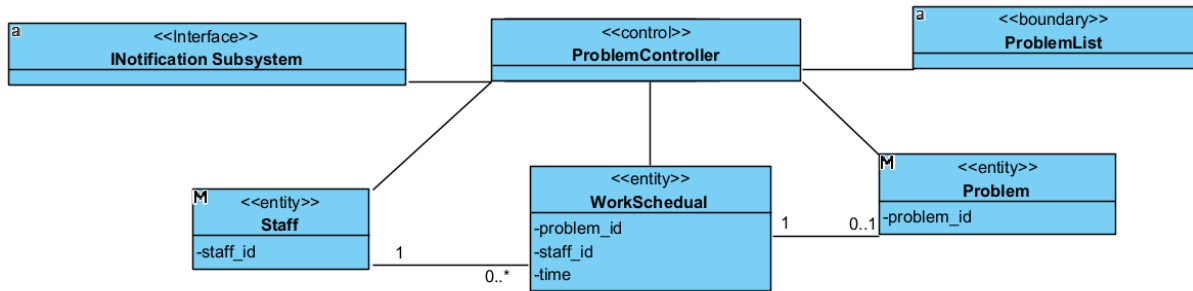 a
<<Interface>>
INotification Subsystem
<<control>>
ProblemController
a
<<boundary>>
ProblemList
M
<<entity>>
Staff
-staff_id
1
0..*
<<entity>>
WorkSchedual
-problem_id
-staff_id
-time
1
0..1
M
<<entity>>
Problem
-problem_id